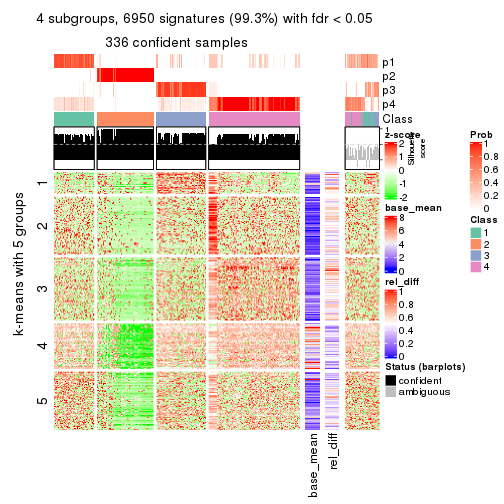 4 subgroups, 6950 signatures (99.3%) with fdr < 0.05
336 confident samples
p1
p2
p3
p4
Class
1
Silhouette
score
k-means with 5 groups
1
2
3
4
5
base_mean
rel_diff
z-score
2
1
0
-1
-2
base_mean
8
6
4
2
0
rel_diff
1
0.8
0.6
0.4
0.2
0
Status (barplots)
confident
ambiguous
Prob
1
0.8
0.6
0.4
0.2
0
Class
1
2
3
4